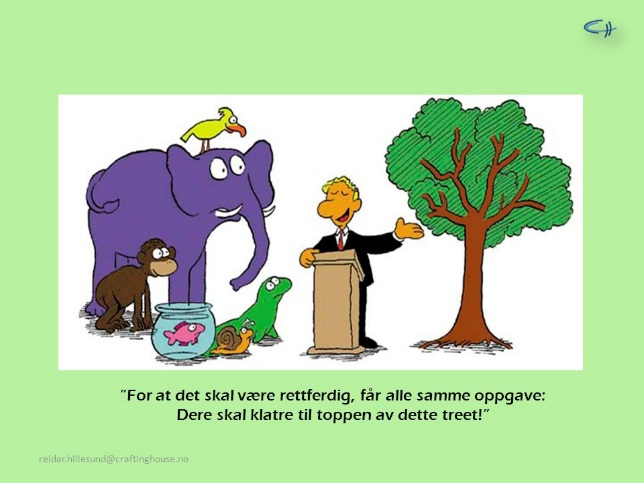 "For at det skal være rettferdig, får alle samme oppgave:
Dere skal klatre til toppen av dette treet!"
reidar.hillesund@craftinghouse.no